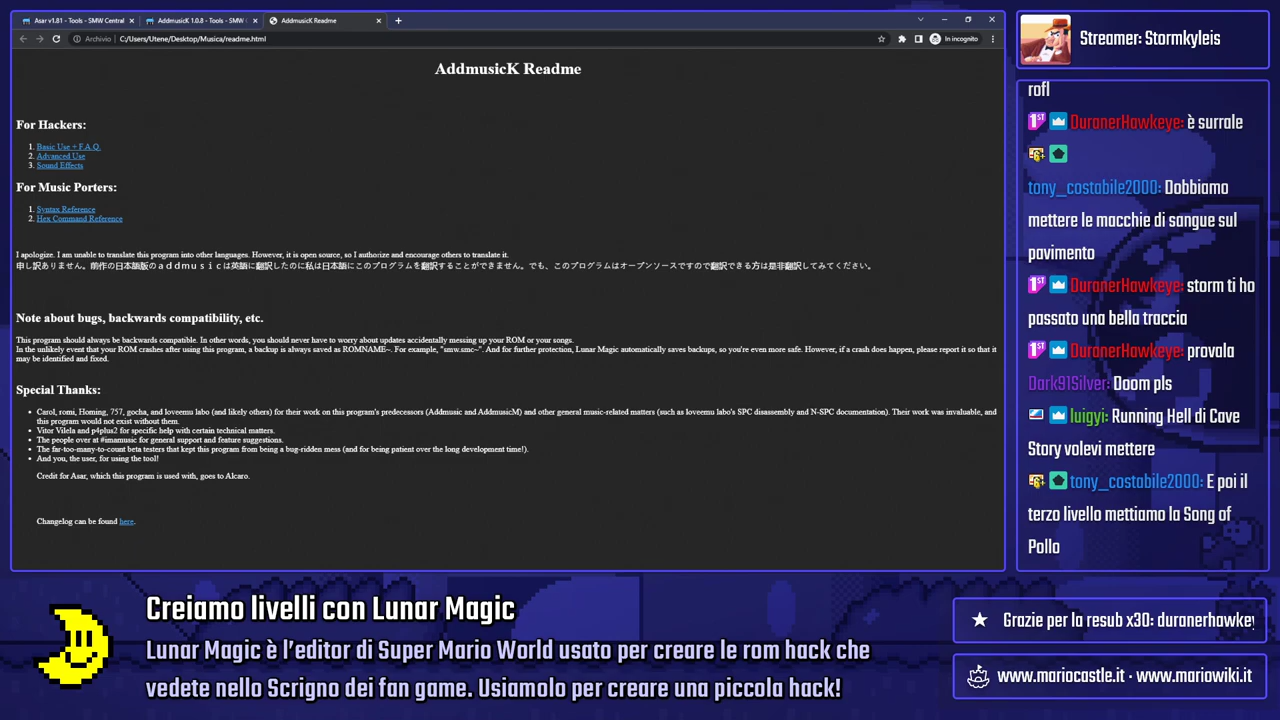 Asar v1.81 - Tools - SMW Central
AddmusicK 1.0.8 - Tools - SMW C
AddmusicK Readme
Archivio
C:/Users/Utene/Desktop/Musica/readme.html
In incognito
AddmusicK Readme
For Hackers:
1. Basic Use + F.A.Q.
2. Advanced Use
3. Sound Effects
For Music Porters:
1. Syntax Reference
2. Hex Command Reference
I apologize. I am unable to translate this program into other languages. However, it is open source, so I authorize and encourage others to translate it.
申し訳ありません。前作の日本語版のａｄｄｍｕｓｉｃは英語に翻訳したのに私は日本語にこのプログラムを翻訳することができません。でも、このプログラムはオープンソースですので翻訳できる方は是非翻訳してみてください。
Note about bugs, backwards compatibility, etc.
This program should always be backwards compatible. In other words, you should never have to worry about updates accidentally messing up your ROM or your songs.
In the unlikely event that your ROM crashes after using this program, a backup is always saved as ROMNAME~. For example, "smw.smc~". And for further protection, Lunar Magic automatically saves backups, so you're even more safe. However, if a crash does happen, please report it so that it
may be identified and fixed.
Special Thanks:
• Carol, romi, Homing, 757, gocha, and loveemu labo (and likely others) for their work on this program's predecessors (Addmusic and AddmusicM) and other general music-related matters (such as loveemu labo's SPC disassembly and N-SPC documentation). Their work was invaluable, and
this program would not exist without them.
• Vitor Vilela and p4plus2 for specific help with certain technical matters.
• The people over at #imamusic for general support and feature suggestions.
• The far-too-many-to-count beta testers that kept this program from being a bug-ridden mess (and for being patient over the long development time!).
• And you, the user, for using the tool!
Credit for Asar, which this program is used with, goes to Alcaro.
Changelog can be found here.
Streamer: Stormkyleis
rofl
1ST DuranerHawkeye: è surrale
tony_costabile2000: Dobbiamo
mettere le macchie di sangue sul
pavimento
1ST DuranerHawkeye: storm ti ho
passato una bella traccia
1ST DuranerHawkeye: provala
Dark91Silver: Doom pls
luigyi: Running Hell di Cave
Story volevi mettere
tony_costabile2000: E poi il
terzo livello mettiamo la Song of
Pollo
Creiamo livelli con Lunar Magic
Lunar Magic è l'editor di Super Mario World usato per creare le rom hack che
vedete nello Scrigno dei fan game. Usiamolo per creare una piccola hack!
★ Grazie per la resub x30: duranerhawkey
www.mariocastle.it · www.mariowiki.it